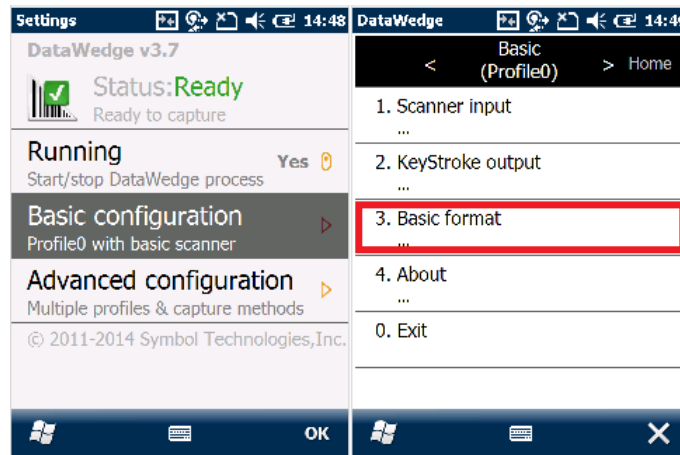 Settings 14:48
DataWedge v3.7
Status:Ready
Ready to capture
Running Yes
Start/stop DataWedge process
Basic configuration
Profile0 with basic scanner
Advanced configuration
Multiple profiles & capture methods
© 2011-2014 Symbol Technologies,Inc.
OK
DataWedge 14:49
< Basic > Home
(Profile0)
1. Scanner input
...
2. KeyStroke output
...
3. Basic format
...
4. About
...
0. Exit